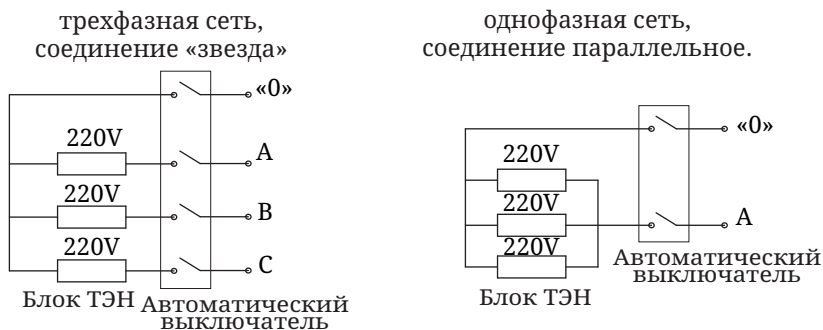 трехфазная сеть,
соединение «звезда»
«0»
220V
A
220V
B
220V
C
Блок ТЭН
Автоматический
выключатель
однофазная сеть,
соединение параллельное.
«0»
220V
220V
A
220V
Автоматический
выключатель
Блок ТЭН